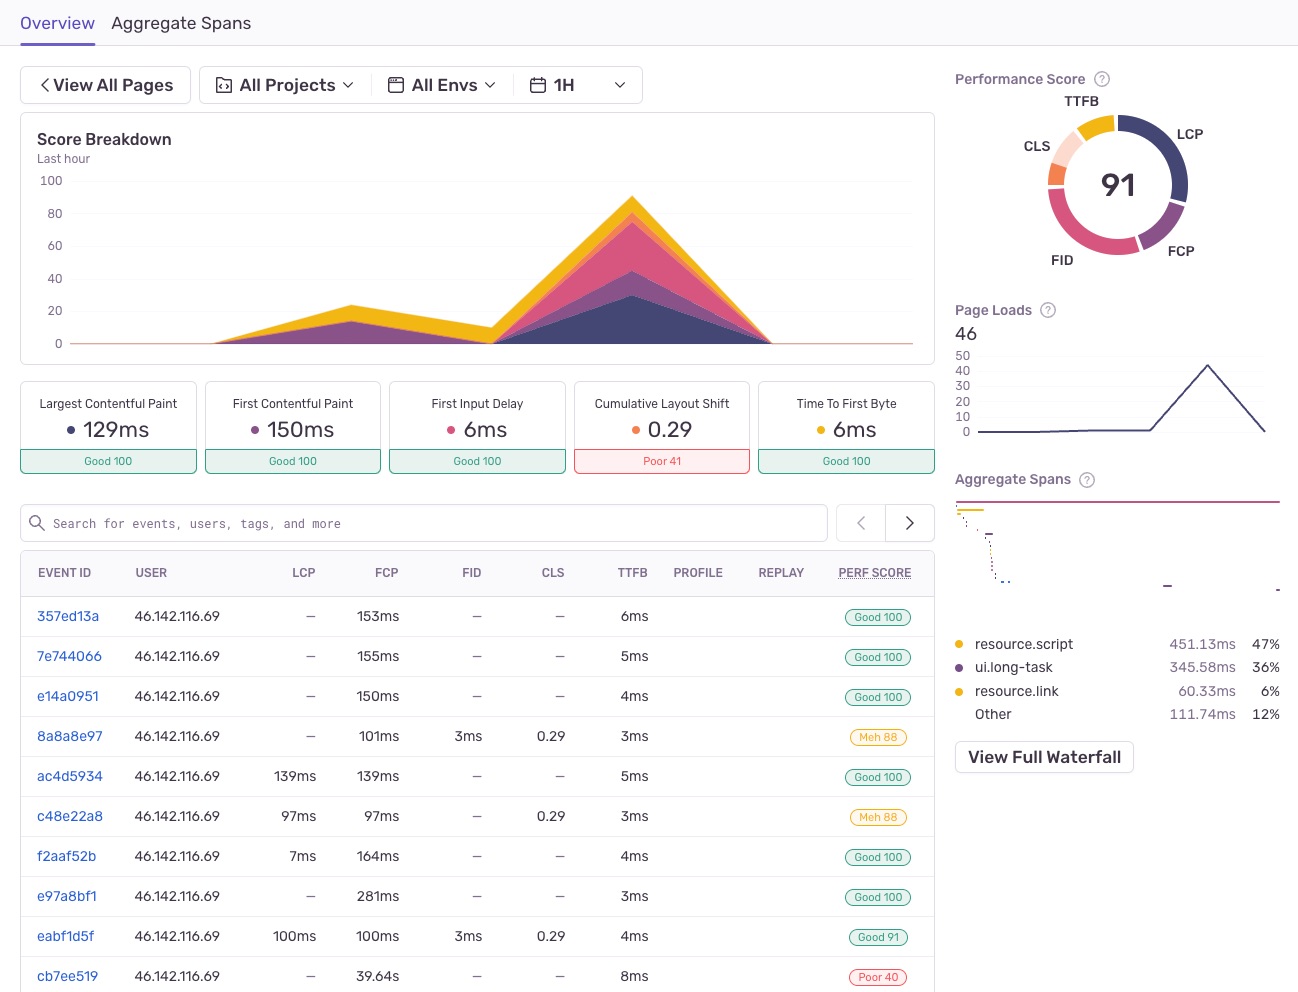 Overview Aggregate Spans
View All Pages All Projects All Envs 1H
Score Breakdown
Last hour
100
80
60
40
20
0
Largest Contentful Paint
129ms
Good 100
First Contentful Paint
150ms
Good 100
First Input Delay
6ms
Good 100
Cumulative Layout Shift
0.29
Poor 41
Time To First Byte
6ms
Good 100
Search for events, users, tags, and more
EVENT ID USER LCP FCP FID CLS TTFB PROFILE REPLAY PERF SCORE
357ed13a 46.142.116.69 — 153ms — — 6ms Good 100
7e744066 46.142.116.69 — 155ms — — 5ms Good 100
e14a0951 46.142.116.69 — 150ms — — 4ms Good 100
8a8a8e97 46.142.116.69 — 101ms 3ms 0.29 3ms Meh 88
ac4d5934 46.142.116.69 139ms 139ms — — 5ms Good 100
c48e22a8 46.142.116.69 97ms 97ms — 0.29 3ms Meh 88
f2aaf52b 46.142.116.69 7ms 164ms — — 4ms Good 100
e97a8bf1 46.142.116.69 — 281ms — — 3ms Good 100
eabf1d5f 46.142.116.69 100ms 100ms 3ms 0.29 4ms Good 91
cb7ee519 46.142.116.69 — 39.64s — — 8ms Poor 40
Performance Score ?
TTFB
LCP
CLS
91
FCP
FID
Page Loads ?
46
50
40
30
20
10
0
Aggregate Spans ?
resource.script 451.13ms 47%
ui.long-task 345.58ms 36%
resource.link 60.33ms 6%
Other 111.74ms 12%
View Full Waterfall